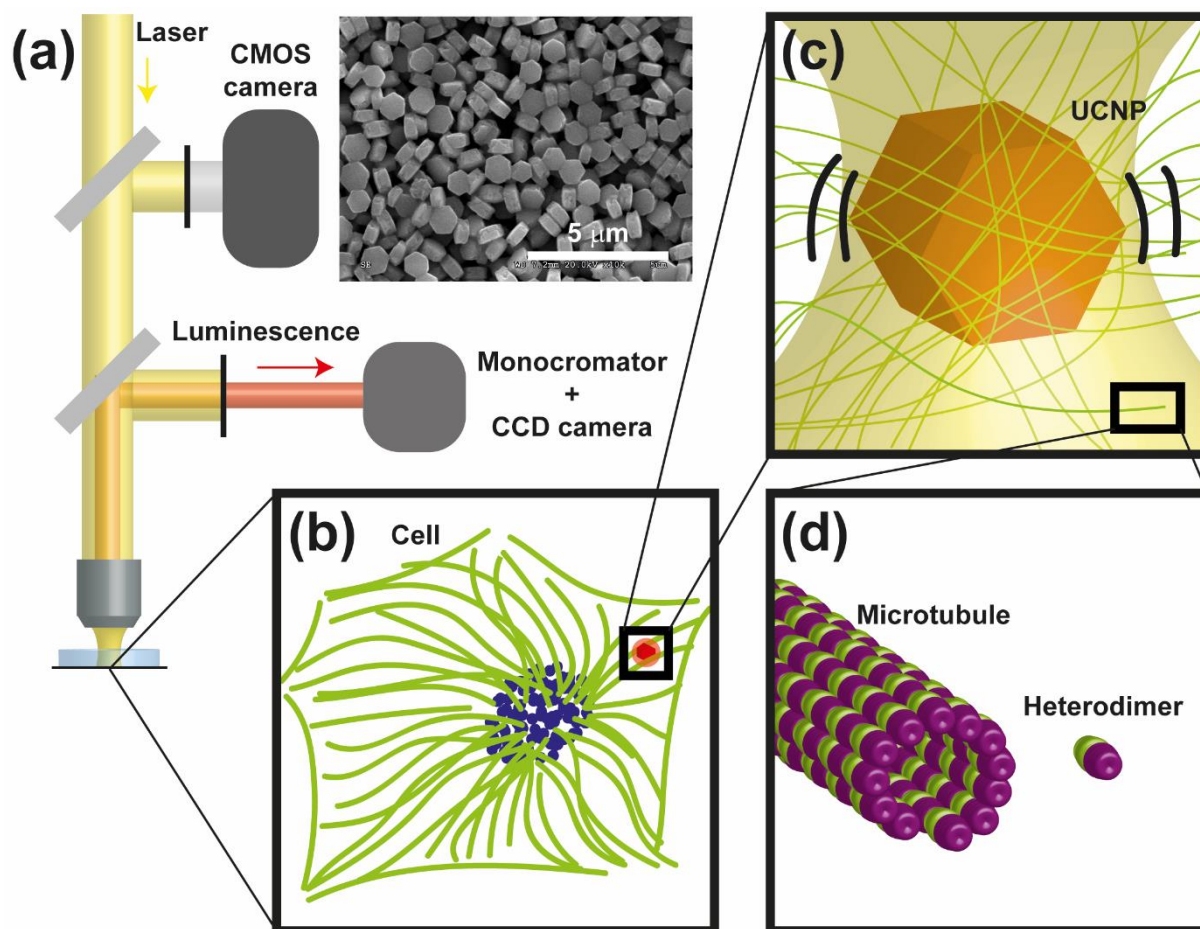 (a)
Laser
CMOS
camera
5 μm
Luminescence
Monocromator
+
CCD camera
(b)
Cell
(c)
UCNP
(d)
Microtubule
Heterodimer